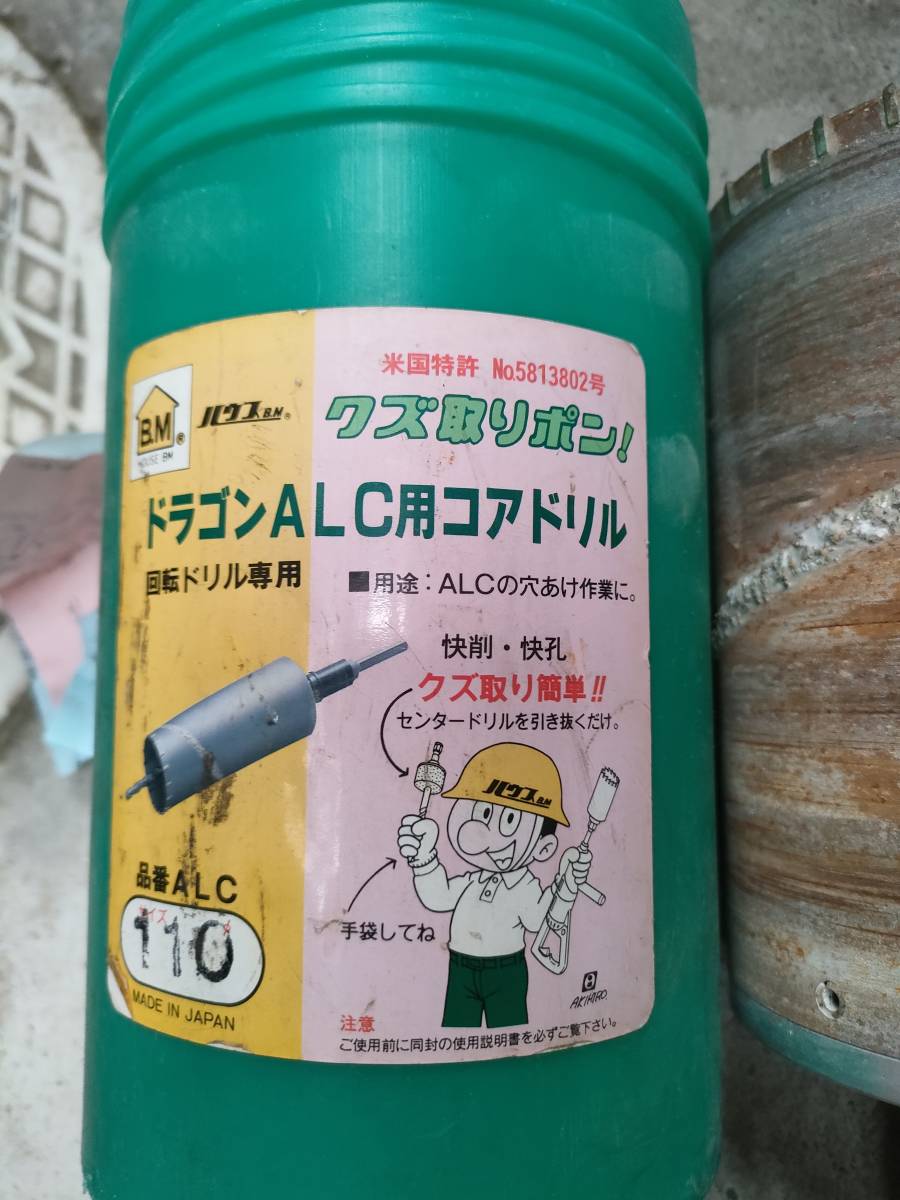 米国特許 No.5813802号
B.M®
HOUSE BM
ハウスB.M®
クズ取りポン!
ドラゴンALC用コアドリル
回転ドリル専用
■用途：ALCの穴あけ作業に。
快削・快孔
クズ取り簡単!!
センタードリルを引き抜くだけ。
ハウスB.M
手袋してね
品番ALC
サイズ
110
MADE IN JAPAN
AKIHIRO
注意
ご使用前に同封の使用説明書を必ずご覧下さい。